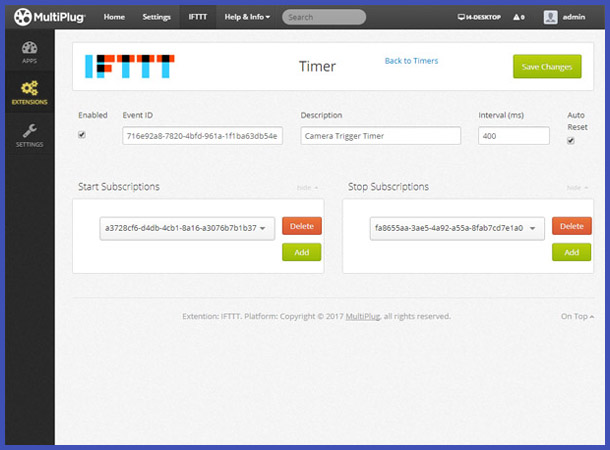 MultiPlug Home Settings IFTTT Help & Info Search 14-DESKTOP 0 admin
APPS
EXTENSIONS
SETTINGS
IFTTT Timer Back to Timers Save Changes
Enabled Event ID Description Interval (ms) Auto Reset
716e92a8-7820-4bfd-961a-1f1ba63db54e Camera Trigger Timer 400
Start Subscriptions hide Stop Subscriptions hide
a3728cf6-d4db-4cb1-8a16-a3076b7b1b37 Delete fa8655aa-3ae5-4a92-a55a-8fab7cd7e1a0 Delete
Add Add
Extention: IFTTT. Platform: Copyright © 2017 MultiPlug, all rights reserved. On Top